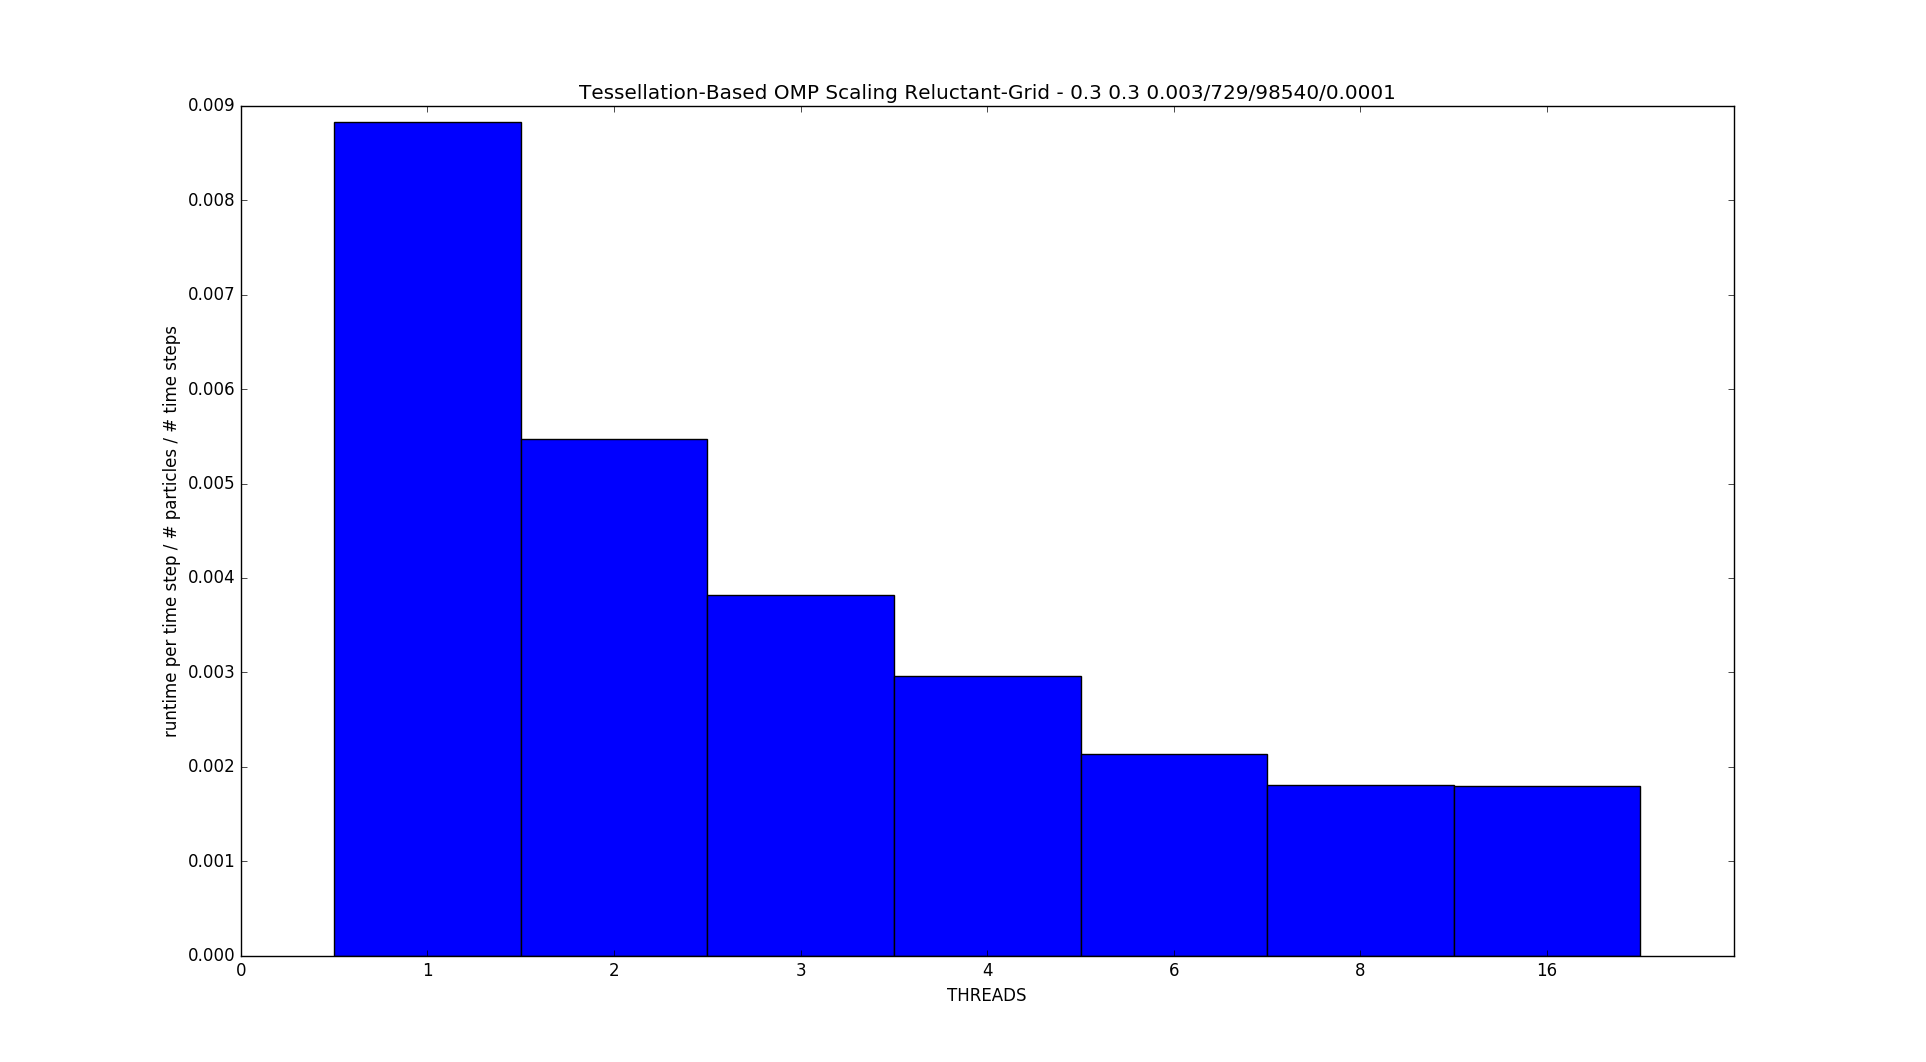 Tessellation-Based OMP Scaling Reluctant-Grid - 0.3 0.3 0.003/729/98540/0.0001
0.009
0.008
0.007
0.006
0.005
0.004
0.003
0.002
0.001
0.000
runtime per time step / # particles / # time steps
0 1 2 3 4 6 8 16
THREADS